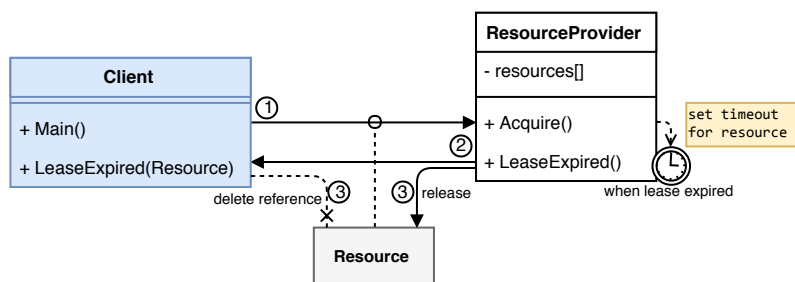 ResourceProvider
- resources[]
+ Acquire()
+ LeaseExpired()
Client
+ Main()
+ LeaseExpired(Resource)
1
2
3
release
3
delete reference
set timeout
for resource
when lease expired
Resource